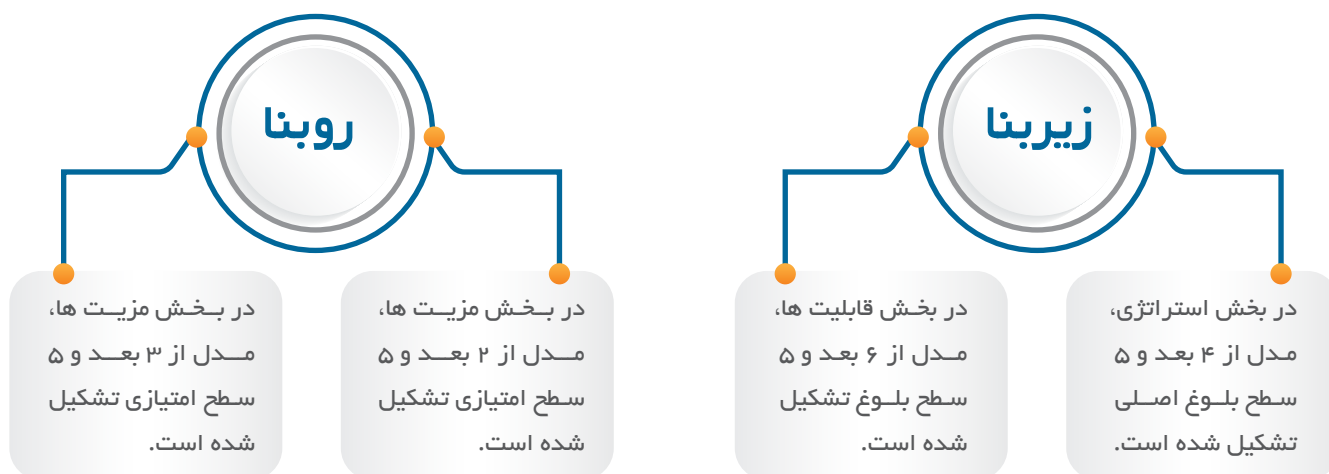 زیربنا
در بخش استراتژی،
مدل از ۴ بعد و ۵
سطح بلوغ اصلی
تشکیل شده است.
در بخش قابلیت ها،
مدل از ۶ بعد و ۵
سطح بلوغ تشکیل
شده است.
روبنا
در بخش مزیت ها،
مدل از ۲ بعد و ۵
سطح امتیازی تشکیل
شده است.
در بخش مزیت ها،
مدل از ۳ بعد و ۵
سطح امتیازی تشکیل
شده است.